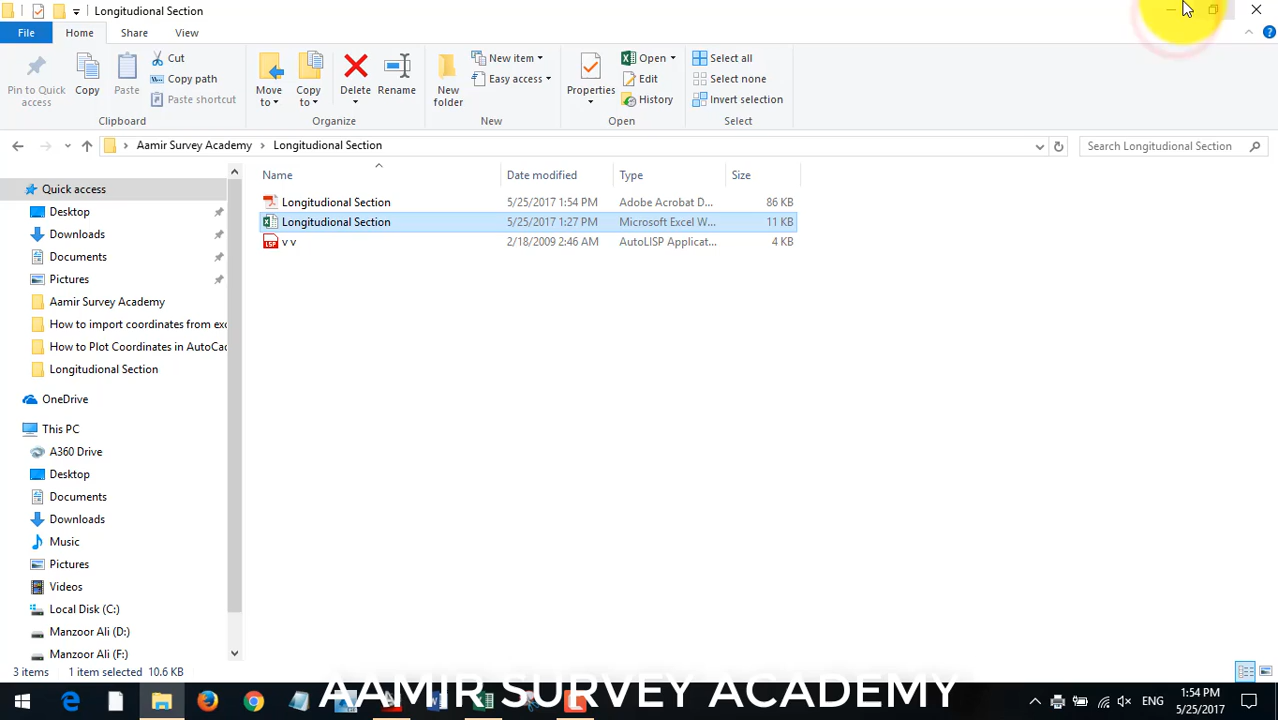 Longitudional Section
File Home Share View
Pin to Quick access
Copy
Paste
Cut
Copy path
Paste shortcut
Clipboard
Move to
Copy to
Delete
Rename
Organize
New folder
New item
Easy access
New
Properties
Open
Edit
History
Open
Select all
Select none
Invert selection
Select
Aamir Survey Academy Longitudional Section
Search Longitudional Section
Name Date modified Type Size
Longitudional Section 5/25/2017 1:54 PM Adobe Acrobat D... 86 KB
Longitudional Section 5/25/2017 1:27 PM Microsoft Excel W... 11 KB
v v 2/18/2009 2:46 AM AutoLISP Applicat... 4 KB
Quick access
Desktop
Downloads
Documents
Pictures
Aamir Survey Academy
How to import coordinates from exc
How to Plot Coordinates in AutoCa
Longitudional Section
OneDrive
This PC
A360 Drive
Desktop
Documents
Downloads
Music
Pictures
Videos
Local Disk (C:)
Manzoor Ali (D:)
Manzoor Ali (F:)
3 items 1 item selected 10.6 KB
AAMIR SURVEY ACADEMY
ENG
1:54 PM
5/25/2017